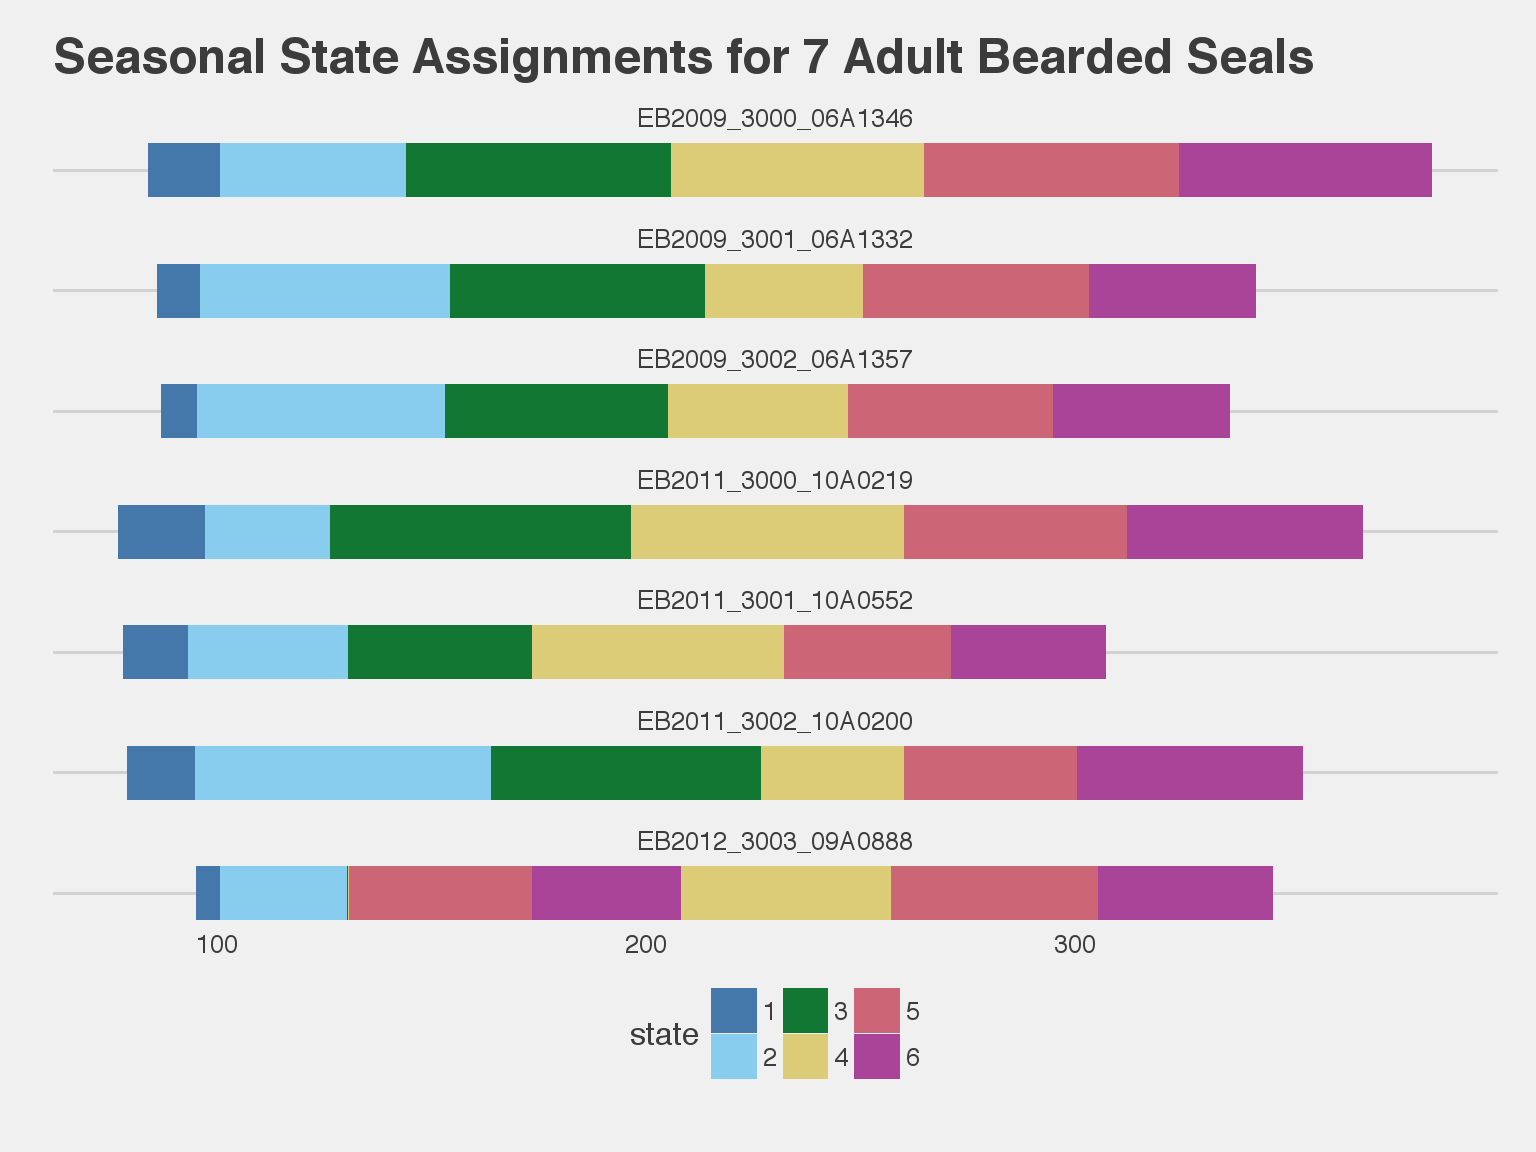 Seasonal State Assignments for 7 Adult Bearded Seals
EB2009_3000_06A1346
EB2009_3001_06A1332
EB2009_3002_06A1357
EB2011_3000_10A0219
EB2011_3001_10A0552
EB2011_3002_10A0200
EB2012_3003_09A0888
100 200 300
state 1 3 5
2 4 6